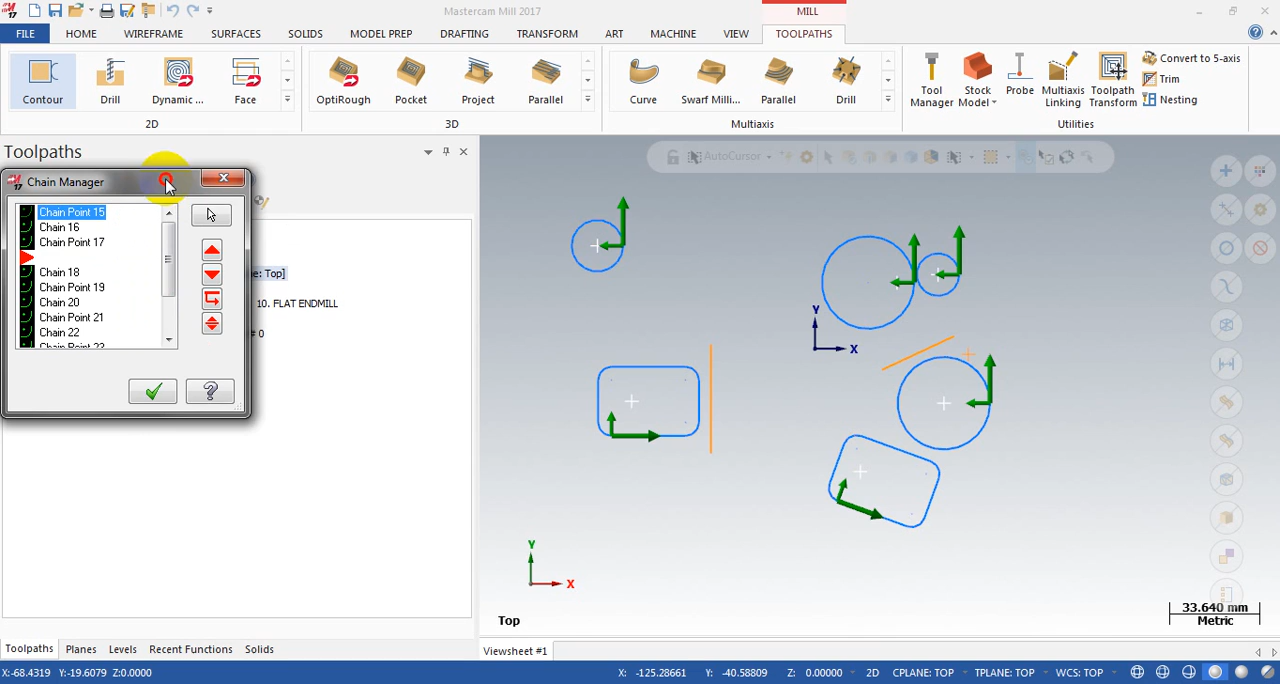 Mastercam Mill 2017
MILL
FILE HOME WIREFRAME SURFACES SOLIDS MODEL PREP DRAFTING TRANSFORM ART MACHINE VIEW TOOLPATHS
Contour Drill Dynamic ... Face
2D
OptiRough Pocket Project Parallel
3D
Curve Swarf Milli... Parallel Drill
Multiaxis
Tool Manager Stock Model Probe Multiaxis Linking Toolpath Transform
Convert to 5-axis
Trim
Nesting
Utilities
Toolpaths
Chain Manager
Chain Point 15
Chain 16
Chain Point 17
Chain 18
Chain Point 19
Chain 20
Chain Point 21
Chain 22
Chain Point 23
e: Top]
10. FLAT ENDMILL
# 0
AutoCursor
Y
X
Y
X
Top
33.640 mm
Metric
Toolpaths Planes Levels Recent Functions Solids
Viewsheet #1
X:-68.4319 Y:-19.6079 Z:0.0000 X: -125.28661 Y: -40.58809 Z: 0.00000 2D CPLANE: TOP TPLANE: TOP WCS: TOP